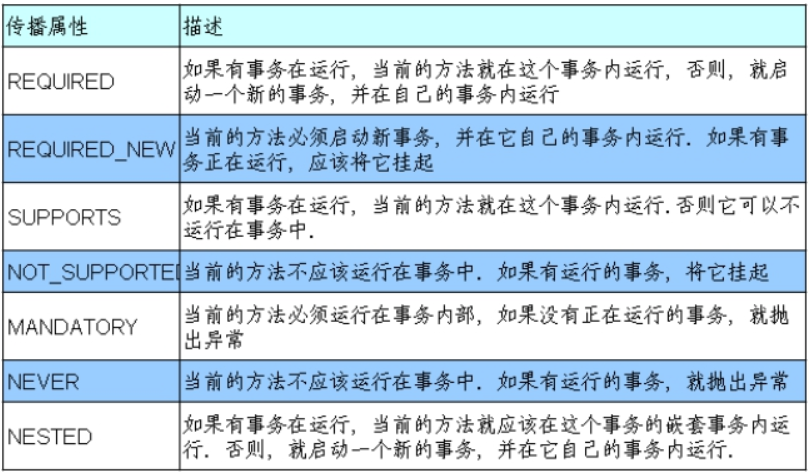 传播属性 描述
REQUIRED 如果有事务在运行，当前的方法就在这个事务内运行，否则，就启
动一个新的事务，并在自己的事务内运行
REQUIRED_NEW 当前的方法必须启动新事务，并在它自己的事务内运行. 如果有事
务正在运行，应该将它挂起
SUPPORTS 如果有事务在运行，当前的方法就在这个事务内运行.否则它可以不
运行在事务中.
NOT_SUPPORTE 当前的方法不应该运行在事务中. 如果有运行的事务，将它挂起
MANDATORY 当前的方法必须运行在事务内部，如果没有正在运行的事务，就抛
出异常
NEVER 当前的方法不应该运行在事务中. 如果有运行的事务，就抛出异常
NESTED 如果有事务在运行，当前的方法就应该在这个事务的嵌套事务内运
行. 否则，就启动一个新的事务，并在它自己的事务内运行.